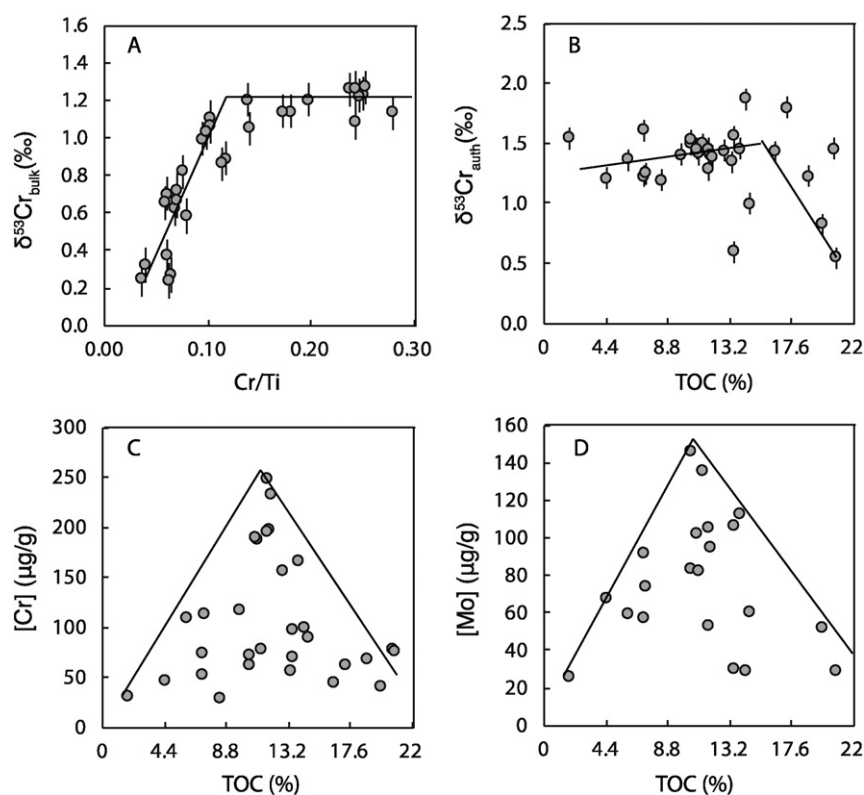 A
δ⁵³Cr_bulk(‰)
1.6
1.4
1.2
1.0
0.8
0.6
0.4
0.2
0.0
0.00 0.10 0.20 0.30
Cr/Ti
B
δ⁵³Cr_auth(‰)
2.5
2.0
1.5
1.0
0.5
0.0
0 4.4 8.8 13.2 17.6 22
TOC (%)
C
[Cr] (μg/g)
300
250
200
150
100
50
0
0 4.4 8.8 13.2 17.6 22
TOC (%)
D
[Mo] (μg/g)
160
140
120
100
80
60
40
20
0
0 4.4 8.8 13.2 17.6 22
TOC (%)